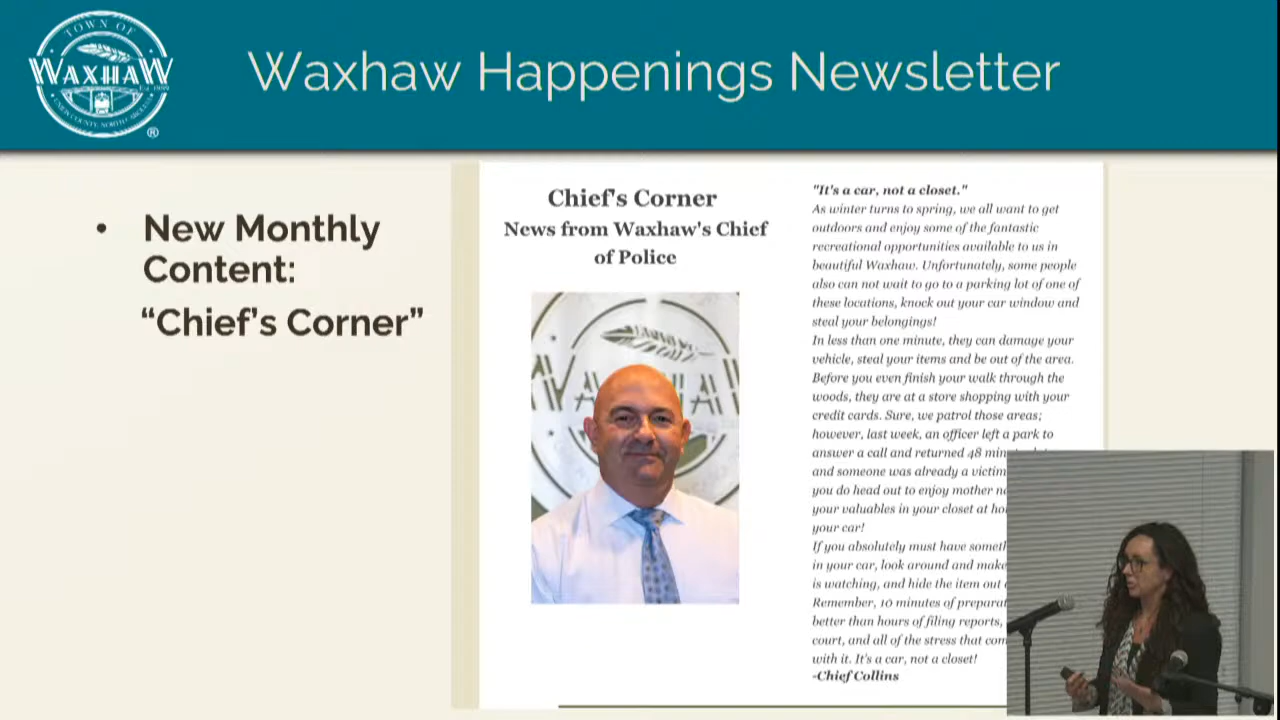 TOWN OF
WAXHAW
UNION COUNTY, NORTH CAROLINA
®
Waxhaw Happenings Newsletter
• New Monthly
Content:
“Chief’s Corner”
Chief's Corner
News from Waxhaw's Chief
of Police
WAXHAW
"It's a car, not a closet."
As winter turns to spring, we all want to get
outdoors and enjoy some of the fantastic
recreational opportunities available to us in
beautiful Waxhaw. Unfortunately, some people
also can not wait to go to a parking lot of one of
these locations, knock out your car window and
steal your belongings!
In less than one minute, they can damage your
vehicle, steal your items and be out of the area.
Before you even finish your walk through the
woods, they are at a store shopping with your
credit cards. Sure, we patrol those areas;
however, last week, an officer left a park to
answer a call and returned 48
and someone was already a victim
you do head out to enjoy mother
your valuables in your closet at
your car!
If you absolutely must have
in your car, look around and make
is watching, and hide the item out
Remember, 10 minutes of
better than hours of filing reports,
court, and all of the stress that
with it. It's a car, not a closet!
-Chief Collins